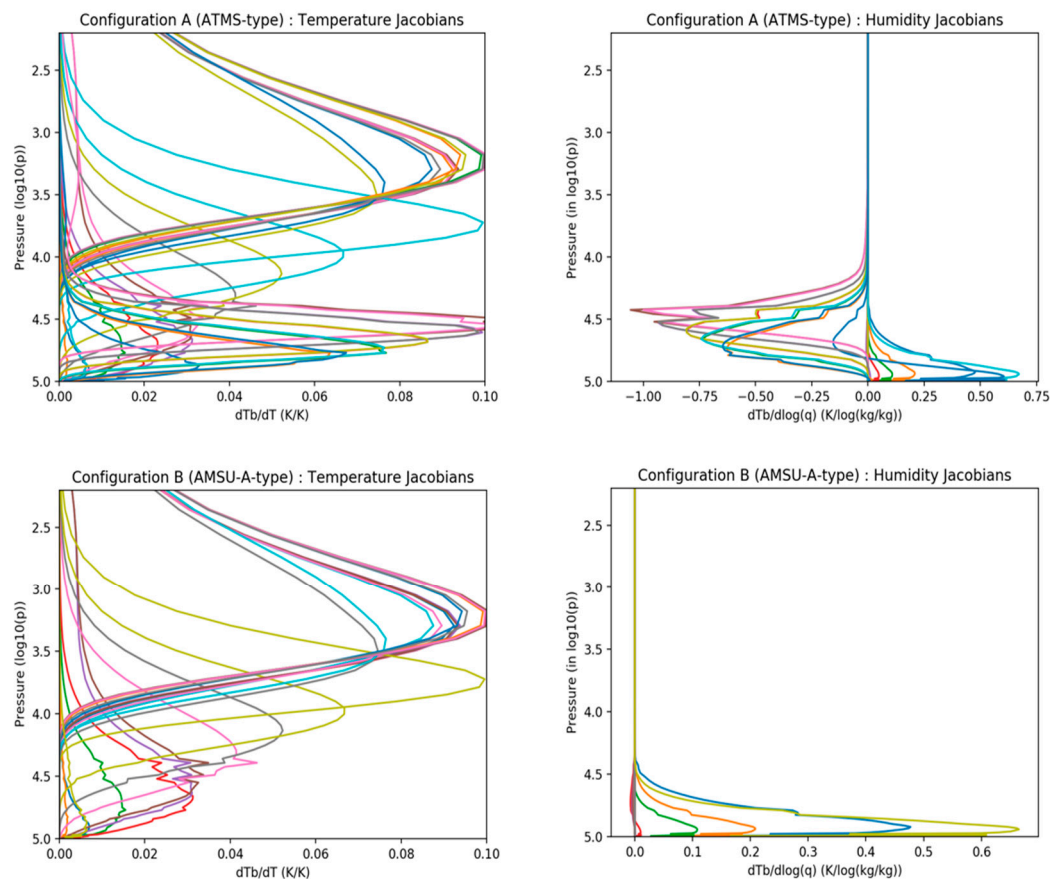 Configuration A (ATMS-type) : Temperature Jacobians
Pressure (log10(p))
2.5
3.0
3.5
4.0
4.5
5.0
0.00 0.02 0.04 0.06 0.08 0.10
dTb/dT (K/K)
Configuration A (ATMS-type) : Humidity Jacobians
Pressure (in log10(p))
2.5
3.0
3.5
4.0
4.5
5.0
−1.00 −0.75 −0.50 −0.25 0.00 0.25 0.50 0.75
dTb/dlog(q) (K/log(kg/kg))
Configuration B (AMSU-A-type) : Temperature Jacobians
Pressure (log10(p))
2.5
3.0
3.5
4.0
4.5
5.0
0.00 0.02 0.04 0.06 0.08 0.10
dTb/dT (K/K)
Configuration B (AMSU-A-type) : Humidity Jacobians
Pressure (in log10(p))
2.5
3.0
3.5
4.0
4.5
5.0
0.0 0.1 0.2 0.3 0.4 0.5 0.6
dTb/dlog(q) (K/log(kg/kg))